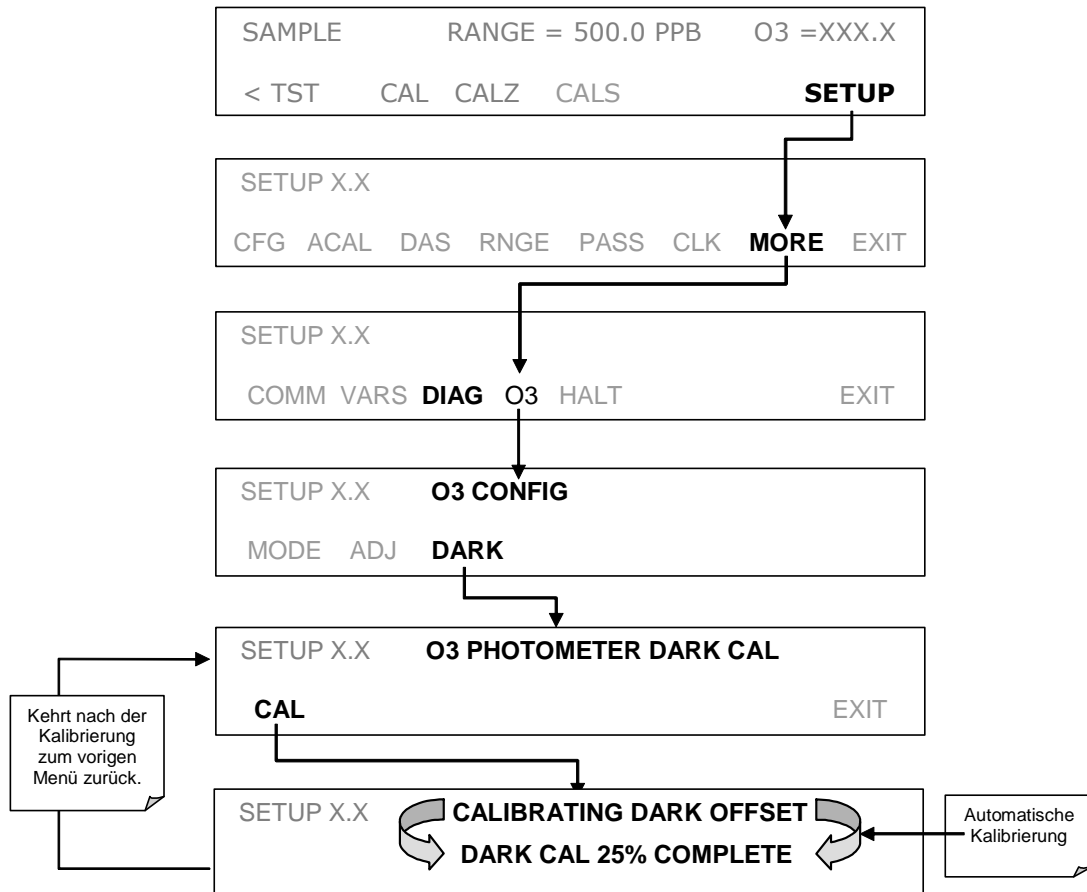 SAMPLE RANGE = 500.0 PPB O3 =XXX.X
< TST CAL CALZ CALS SETUP
SETUP X.X
CFG ACAL DAS RNGE PASS CLK MORE EXIT
SETUP X.X
COMM VARS DIAG O3 HALT EXIT
SETUP X.X O3 CONFIG
MODE ADJ DARK
SETUP X.X O3 PHOTOMETER DARK CAL
CAL EXIT
Kehrt nach der
Kalibrierung
zum vorigen
Menü zurück.
SETUP X.X CALIBRATING DARK OFFSET
DARK CAL 25% COMPLETE
Automatische
Kalibrierung